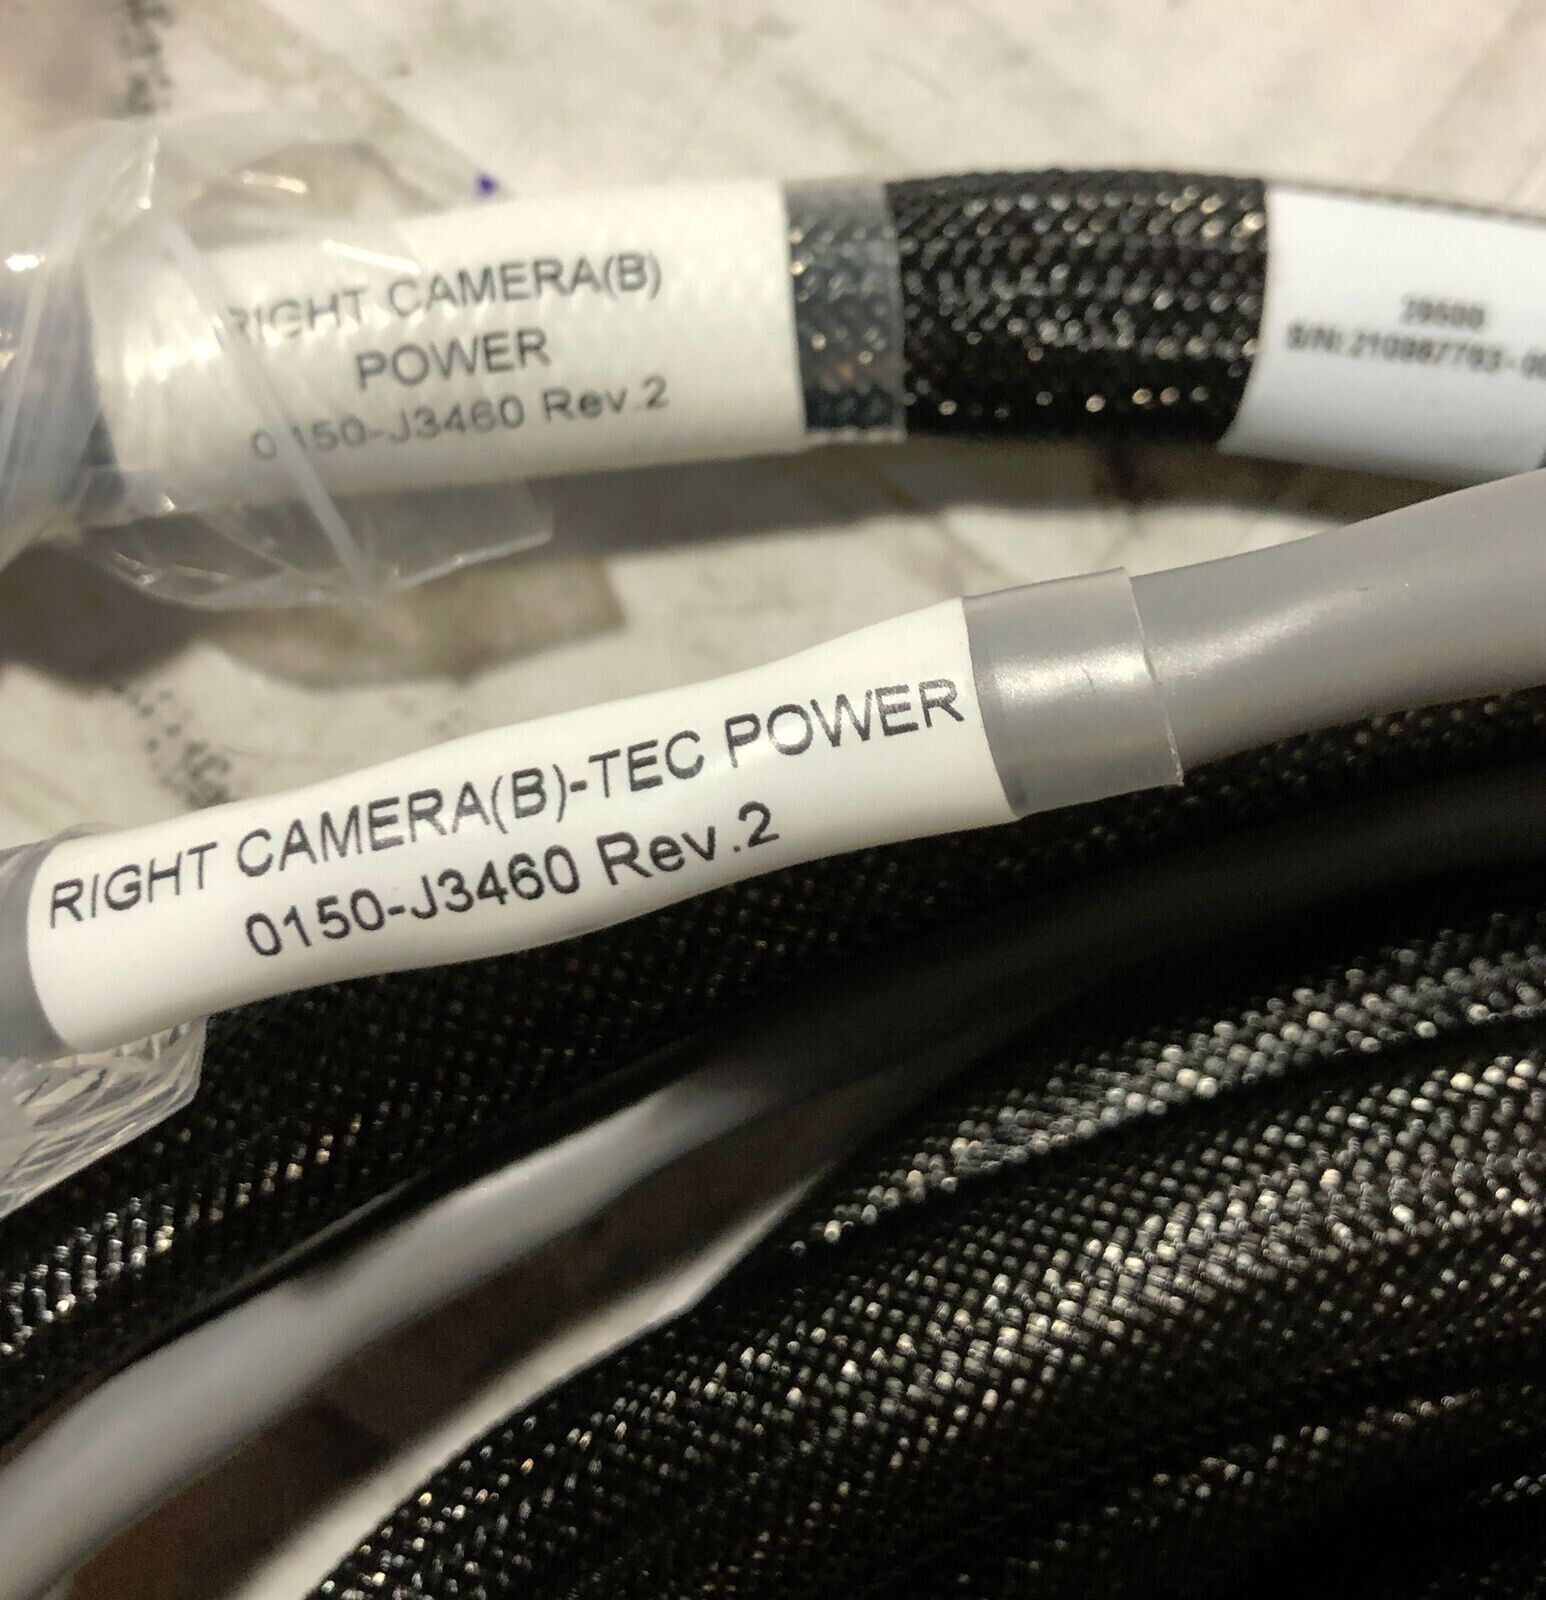 RIGHT CAMERA(B)
POWER
0150-J3460 Rev.2
S/N:
RIGHT CAMERA(B)-TEC POWER
0150-J3460 Rev.2